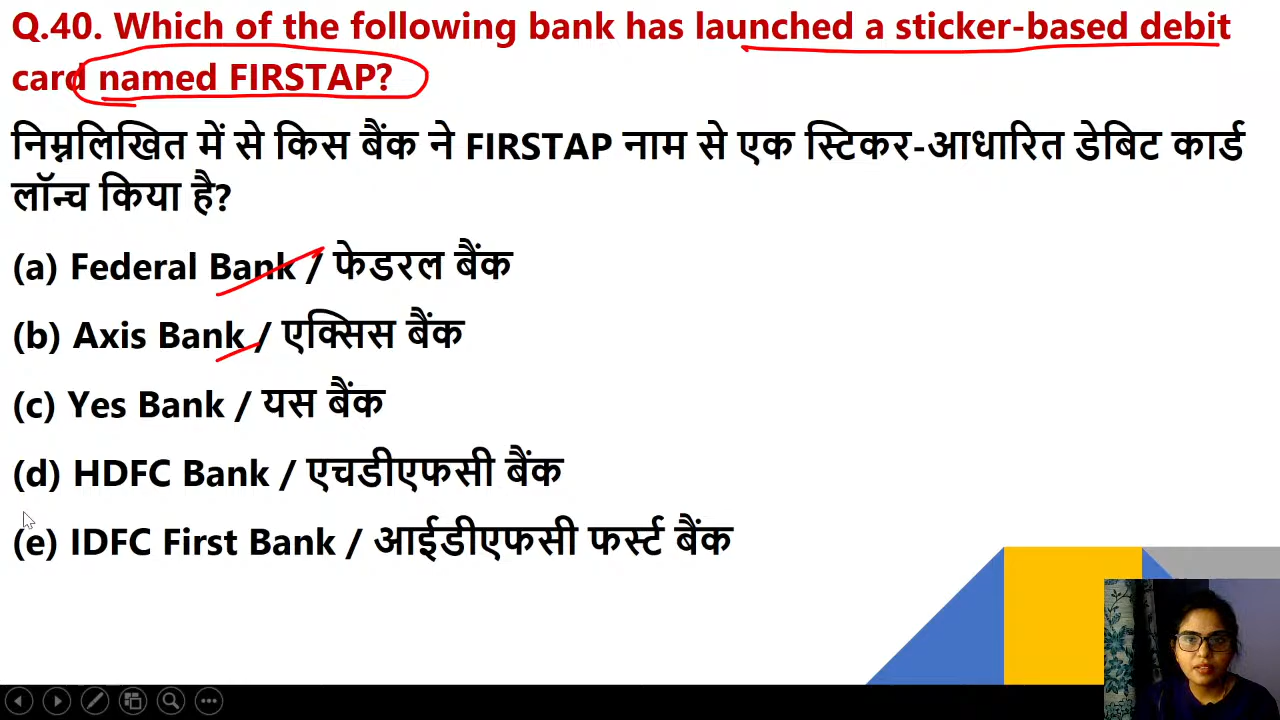 Q.40. Which of the following bank has launched a sticker-based debit
card named FIRSTAP?
निम्नलिखित में से किस बैंक ने FIRSTAP नाम से एक स्टिकर-आधारित डेबिट कार्ड
लॉन्च किया है?
(a) Federal Bank / फेडरल बैंक
(b) Axis Bank / एक्सिस बैंक
(c) Yes Bank / यस बैंक
(d) HDFC Bank / एचडीएफसी बैंक
(e) IDFC First Bank / आईडीएफसी फर्स्ट बैंक